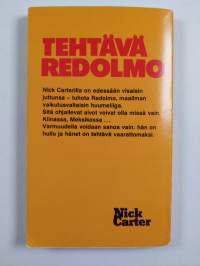 TEHTÄVÄ
REDOLMO
Nick Carterilla on edessään visaisin
juttunsa – tuhota Redolmo, maailman
vaikutusvaltaisin huumeliiga.
Sitä ohjailevat aivot voivat olla missä vain.
Kiinassa, Meksikossa ...
Varmuudella voidaan sanoa vain: hän on
hullu ja hänet on tehtävä vaarattomaksi.
Nick
Carter